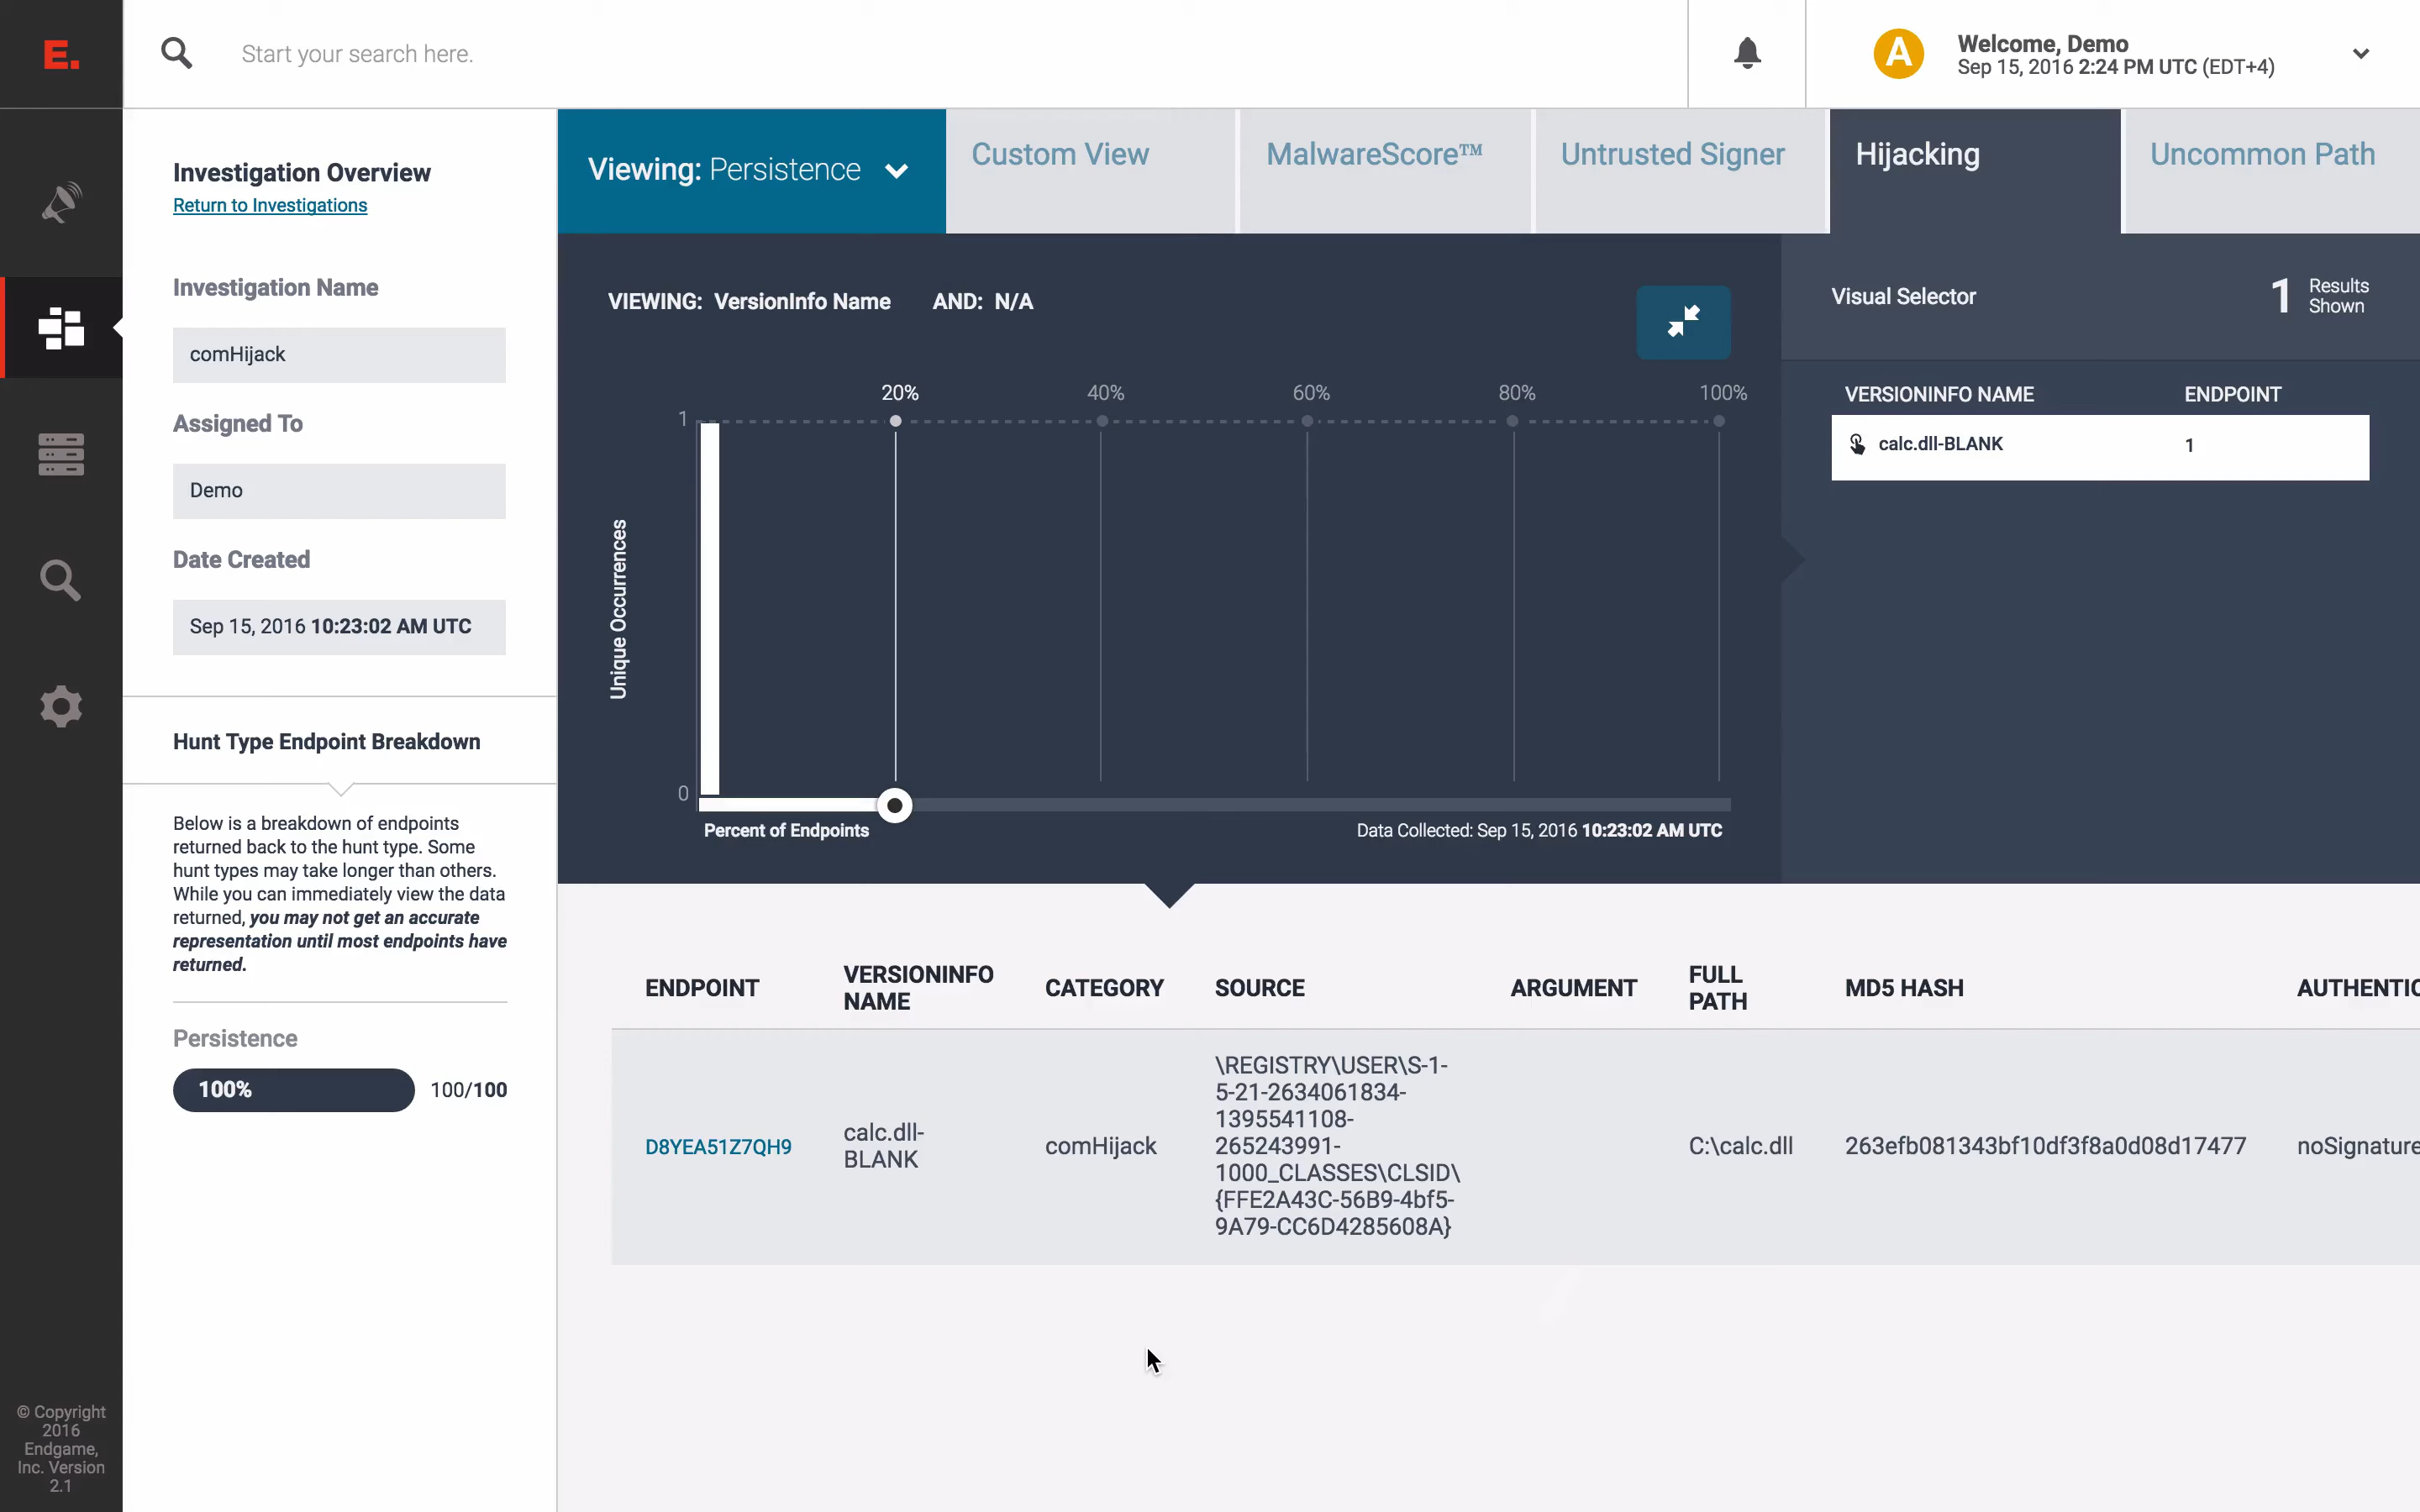 E.
Start your search here.
A
Welcome, Demo
Sep 15, 2016 2:24 PM UTC (EDT+4)
Investigation Overview
Return to Investigations
Investigation Name
comHijack
Assigned To
Demo
Date Created
Sep 15, 2016 10:23:02 AM UTC
Hunt Type Endpoint Breakdown
Below is a breakdown of endpoints
returned back to the hunt type. Some
hunt types may take longer than others.
While you can immediately view the data
returned, you may not get an accurate
representation until most endpoints have
returned.
Persistence
100% 100/100
© Copyright
2016
Endgame,
Inc. Version
2.1
Viewing: Persistence
Custom View
MalwareScore™
Untrusted Signer
Hijacking
Uncommon Path
VIEWING: VersionInfo Name AND: N/A
20% 40% 60% 80% 100%
1
Unique Occurrences
0
Percent of Endpoints
Data Collected: Sep 15, 2016 10:23:02 AM UTC
Visual Selector
1 Results
Shown
VERSIONINFO NAME ENDPOINT
calc.dll-BLANK 1
ENDPOINT
VERSIONINFO
NAME
CATEGORY
SOURCE
ARGUMENT
FULL
PATH
MD5 HASH
AUTHENTIC
D8YEA51Z7QH9
calc.dll-
BLANK
comHijack
\REGISTRY\USER\S-1-
5-21-2634061834-
1395541108-
265243991-
1000_CLASSES\CLSID\
{FFE2A43C-56B9-4bf5-
9A79-CC6D4285608A}
C:\calc.dll
263efb081343bf10df3f8a0d08d17477
noSignature